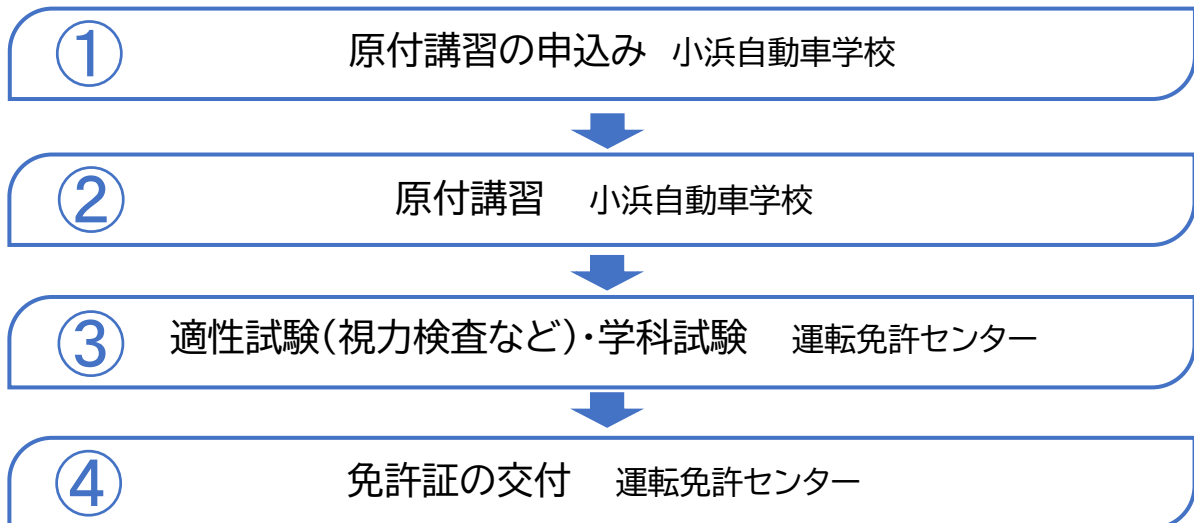 ① 原付講習の申込み 小浜自動車学校
② 原付講習 小浜自動車学校
③ 適性試験(視力検査など)・学科試験 運転免許センター
④ 免許証の交付 運転免許センター